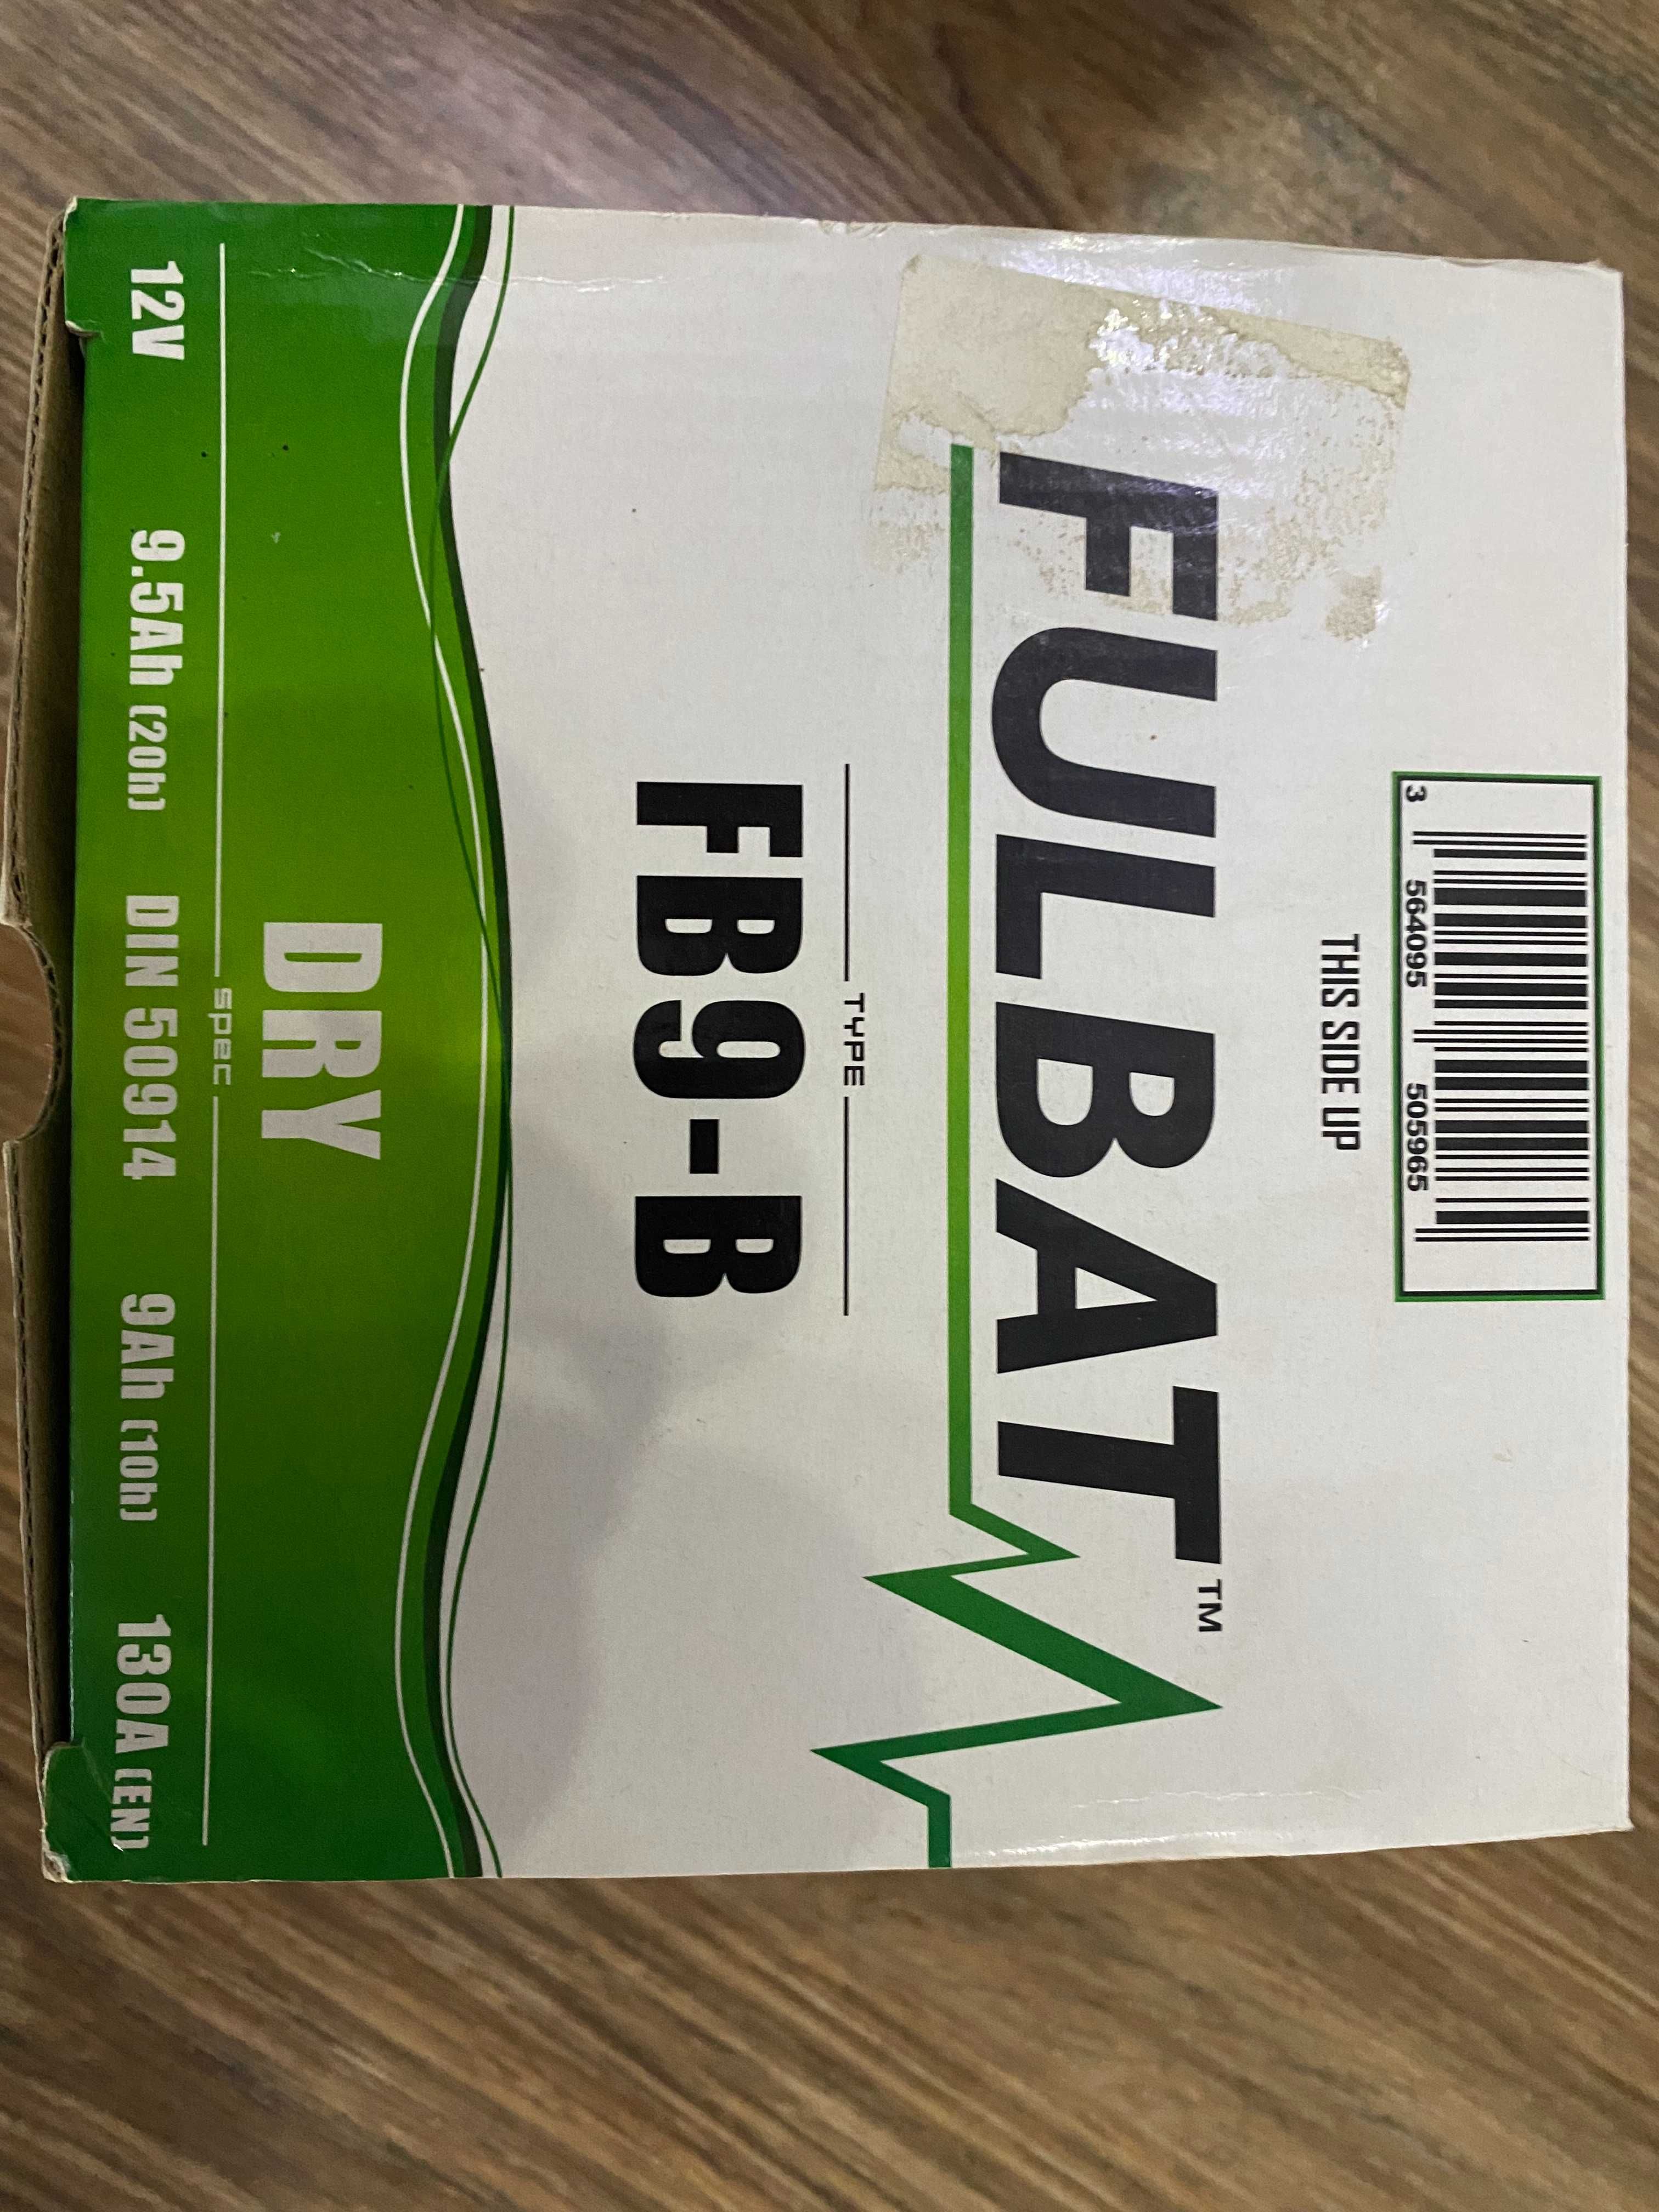 3 564095 505965
THIS SIDE UP
FULBAT™
TYPE
FB9-B
DRY
spec
12V 9.5Ah (20h) DIN 50914 9Ah (10h) 130A (EN)